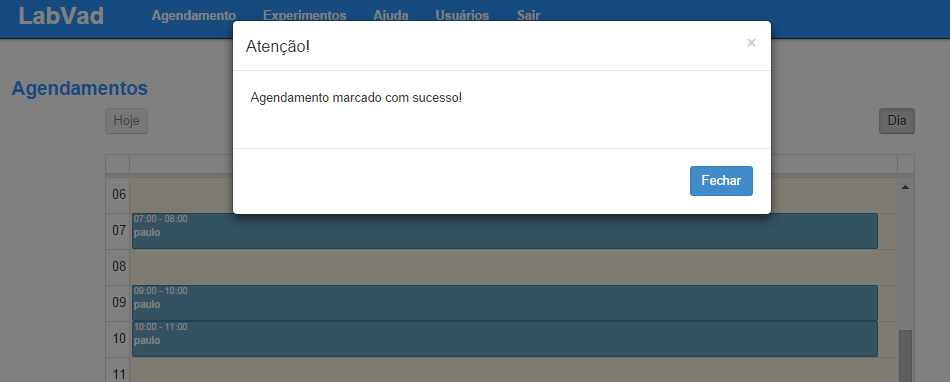 LabVad Agendamento Experimentos Ajuda Usuários Sair
Atenção! ×
Agendamento marcado com sucesso!
Fechar
Agendamentos
Hoje Dia
06
07 07:00 - 08:00
paulo
08
09 09:00 - 10:00
paulo
10 10:00 - 11:00
paulo
11